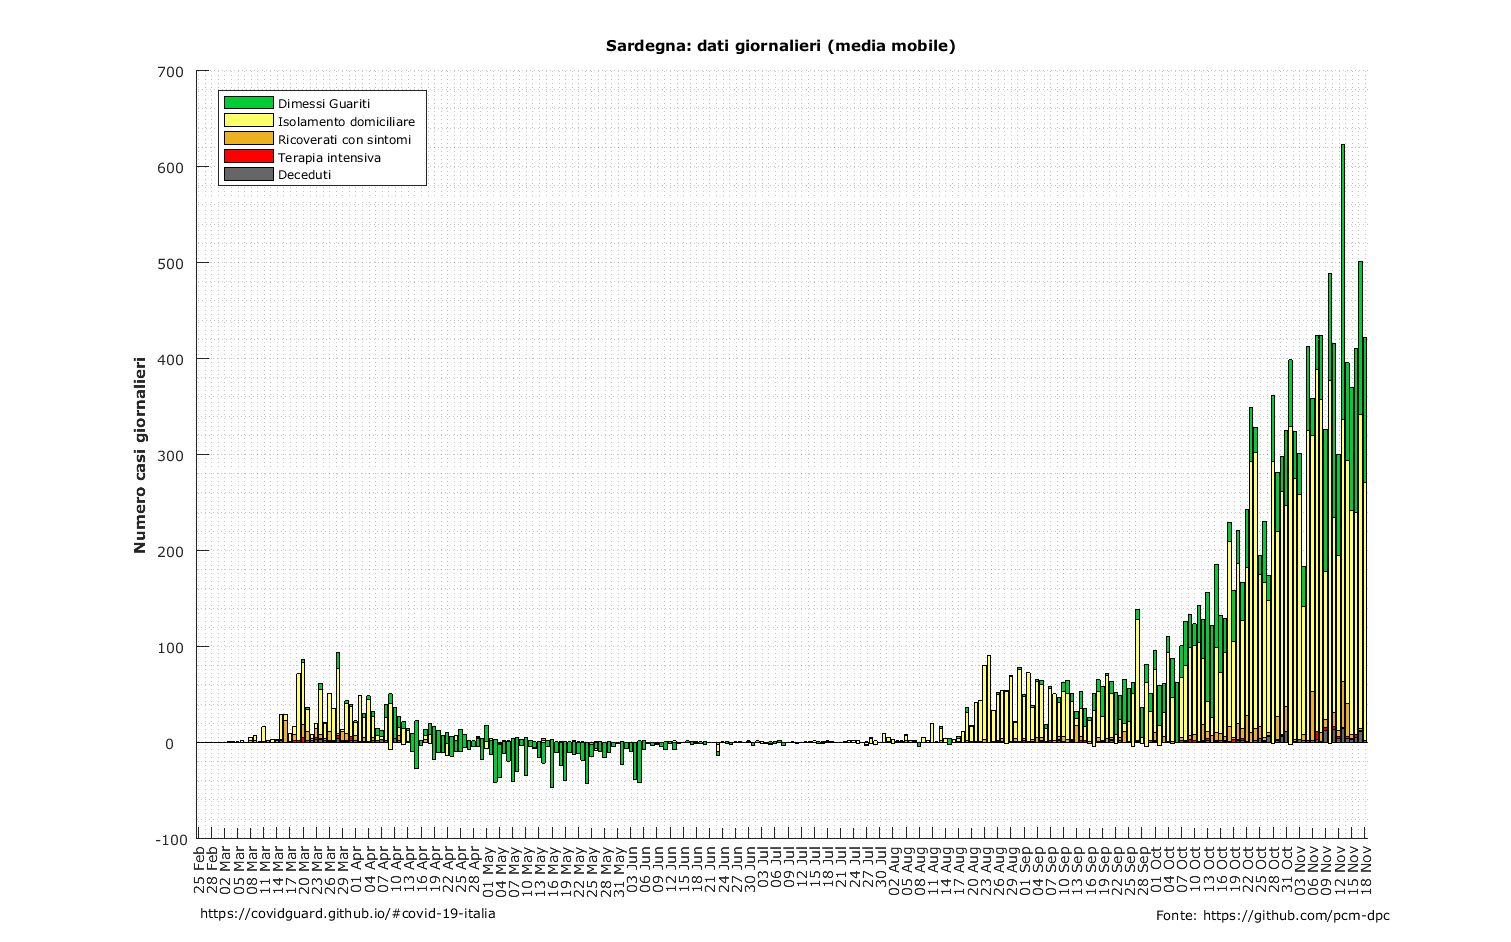 Sardegna: dati giornalieri (media mobile)
700
600
500
400
300
200
100
0
-100
Numero casi giornalieri
Dimessi Guariti
Isolamento domiciliare
Ricoverati con sintomi
Terapia intensiva
Deceduti
25 Feb
28 Feb
02 Mar
05 Mar
08 Mar
11 Mar
14 Mar
17 Mar
20 Mar
23 Mar
26 Mar
29 Mar
01 Apr
04 Apr
07 Apr
10 Apr
13 Apr
16 Apr
19 Apr
22 Apr
25 Apr
28 Apr
01 May
04 May
07 May
10 May
13 May
16 May
19 May
22 May
25 May
28 May
31 May
03 Jun
06 Jun
09 Jun
12 Jun
15 Jun
18 Jun
21 Jun
24 Jun
27 Jun
30 Jun
03 Jul
06 Jul
09 Jul
12 Jul
15 Jul
18 Jul
21 Jul
24 Jul
27 Jul
30 Jul
02 Aug
05 Aug
08 Aug
11 Aug
14 Aug
17 Aug
20 Aug
23 Aug
26 Aug
29 Aug
01 Sep
04 Sep
07 Sep
10 Sep
13 Sep
16 Sep
19 Sep
22 Sep
25 Sep
28 Sep
01 Oct
04 Oct
07 Oct
10 Oct
13 Oct
16 Oct
19 Oct
22 Oct
25 Oct
28 Oct
31 Oct
03 Nov
06 Nov
09 Nov
12 Nov
15 Nov
18 Nov
https://covidguard.github.io/#covid-19-italia
Fonte: https://github.com/pcm-dpc